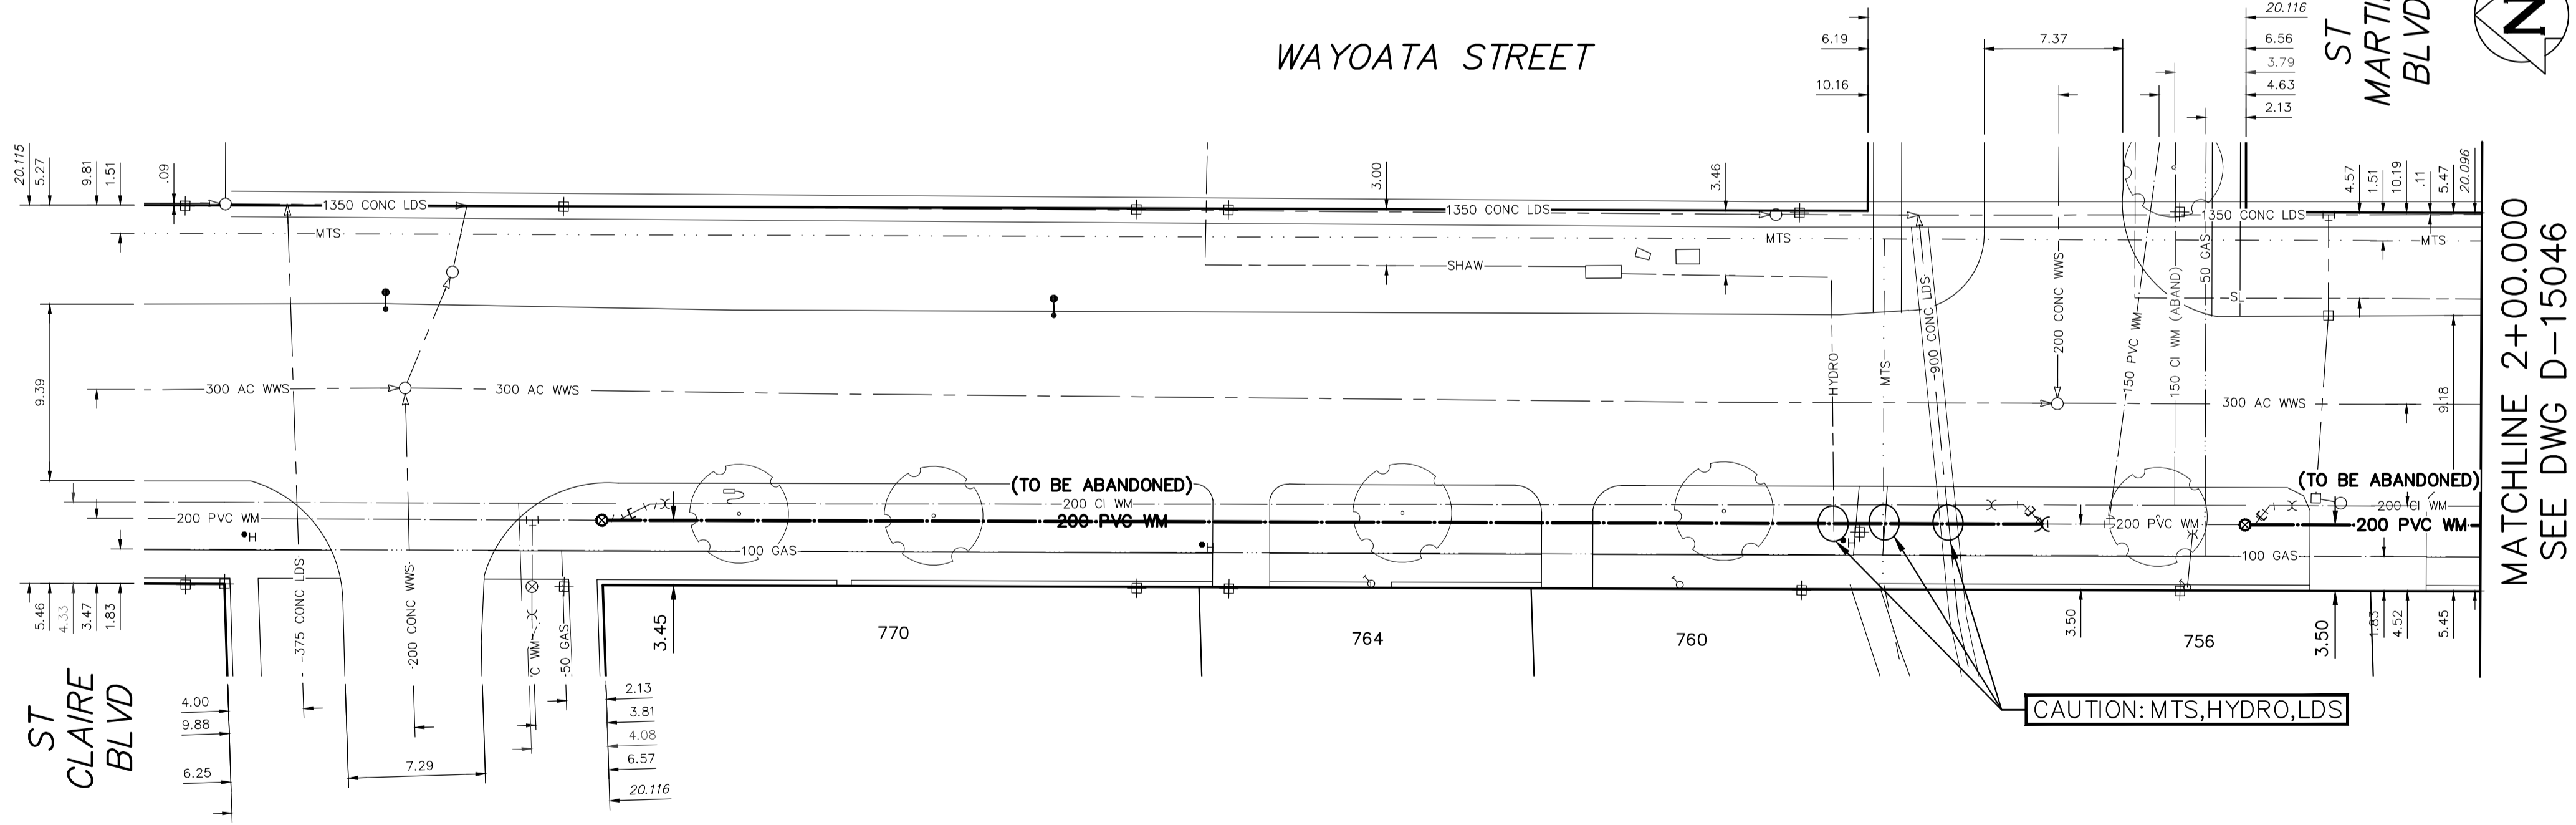 WAYOATA STREET
ST
MARTIN
BLVD
N
20.116
6.19
7.37
6.56
3.79
10.16
4.63
2.13
20.115
5.27
9.81
1.51
.09
3.00
3.46
4.57
1.51
10.19
.11
5.47
20.096
1350 CONC LDS
1350 CONC LDS
1350 CONC LDS
MTS
MTS
MTS
SHAW
SL
HYDRO
MTS
900 CONC LDS
200 CONC WWS
150 PVC WM
150 CI WM (ABAND)
50 GAS
9.39
9.18
300 AC WWS
300 AC WWS
300 AC WWS
MATCHLINE 2+00.000
SEE DWG D-15046
(TO BE ABANDONED)
(TO BE ABANDONED)
200 CI WM
200 CI WM
200 PVC WM
200 PVC WM
200 PVC WM
200 PVC WM
H
H
H
100 GAS
100 GAS
375 CONC LDS
200 CONC WWS
C WM
50 GAS
5.46
4.33
3.47
1.83
3.45
770
764
760
756
3.50
3.50
1.83
4.52
5.45
CAUTION: MTS,HYDRO,LDS
ST
CLAIRE
BLVD
4.00
9.88
6.25
7.29
2.13
3.81
4.08
6.57
20.116